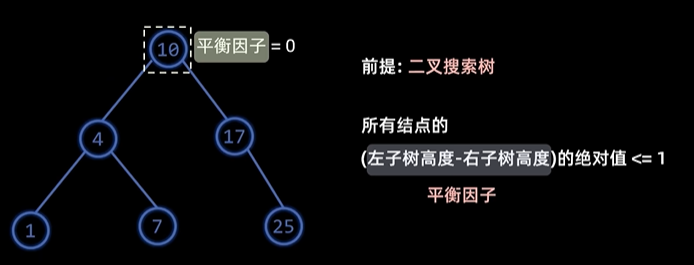 10 平衡因子 = 0
前提: 二叉搜索树
4 17
所有结点的
(左子树高度-右子树高度)的绝对值 <= 1
平衡因子
1 7 25